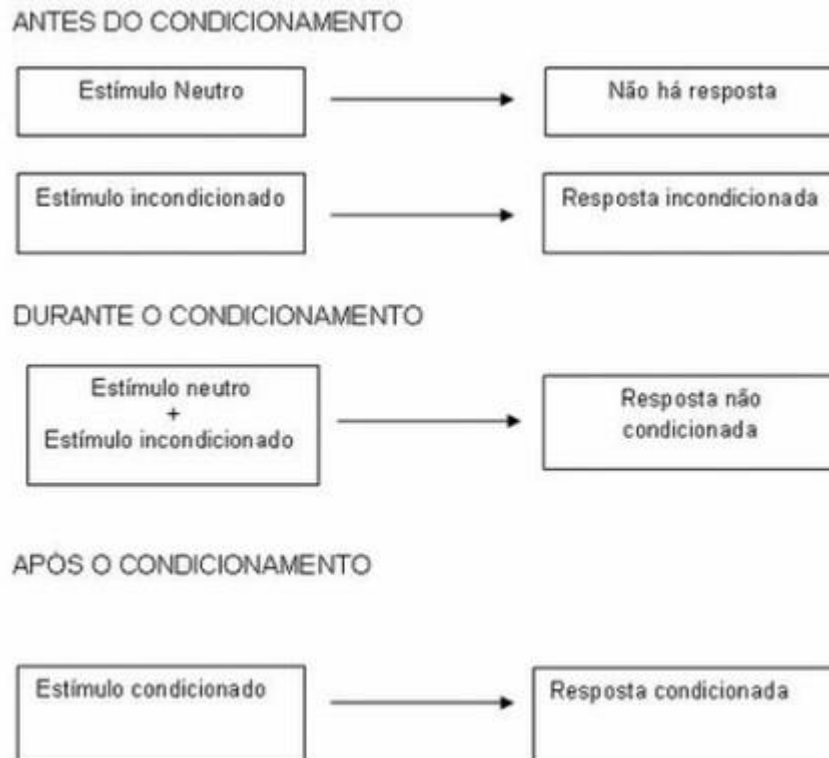 ANTES DO CONDICIONAMENTO
Estímulo Neutro
Não há resposta
Estímulo incondicionado
Resposta incondicionada
DURANTE O CONDICIONAMENTO
Estímulo neutro
+
Estímulo incondicionado
Resposta não
condicionada
APÓS O CONDICIONAMENTO
Estímulo condicionado
Resposta condicionada